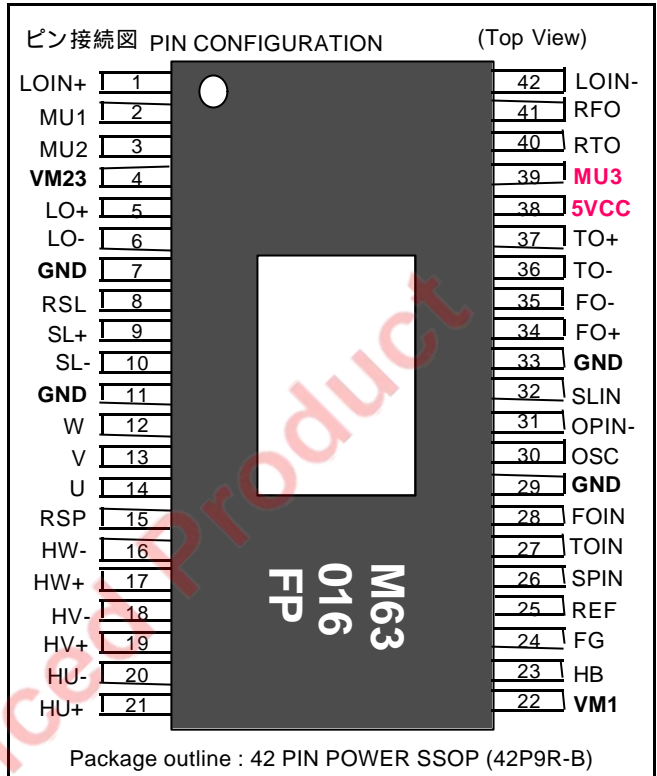 ピン接続図 PIN CONFIGURATION (Top View)
LOIN+ 1 42 LOIN-
MU1 2 41 RFO
MU2 3 40 RTO
VM23 4 39 MU3
LO+ 5 38 5VCC
LO- 6 37 TO+
GND 7 36 TO-
RSL 8 35 FO-
SL+ 9 34 FO+
SL- 10 33 GND
GND 11 32 SLIN
W 12 31 OPIN-
V 13 30 OSC
U 14 29 GND
RSP 15 28 FOIN
HW- 16 27 TOIN
HW+ 17 26 SPIN
HV- 18 25 REF
HV+ 19 24 FG
HU- 20 23 HB
HU+ 21 22 VM1
M63
016
FP
Package outline : 42 PIN POWER SSOP (42P9R-B)
ced Product